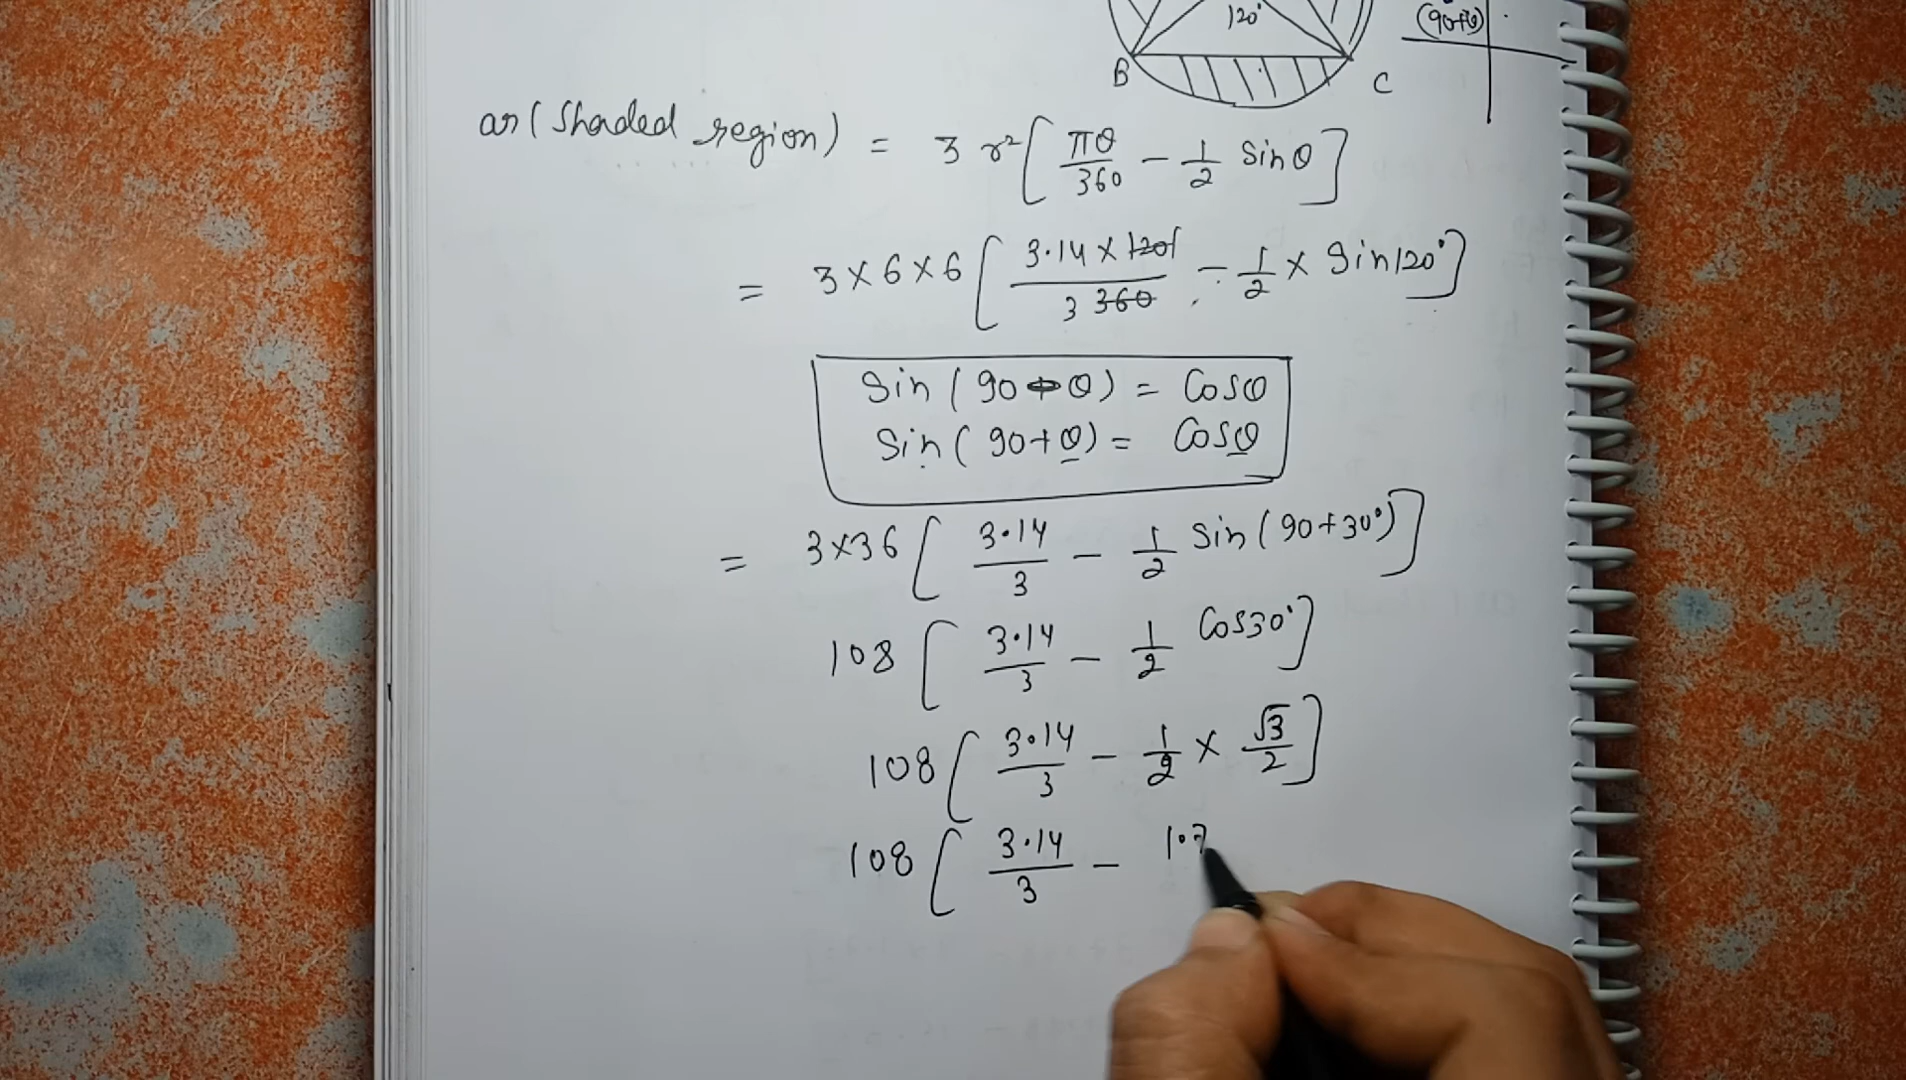 120°
(90+θ)
B
C
ar(Shaded region) = 3 r² [ πθ/360 - 1/2 Sinθ ]
= 3 × 6 × 6 [ 3.14 × 120/3 360 - 1/2 × Sin120° ]
Sin(90-θ) = Cosθ
Sin(90+θ) = Cosθ
= 3×36 [ 3.14/3 - 1/2 Sin(90+30°) ]
108 [ 3.14/3 - 1/2 Cos30° ]
108 [ 3.14/3 - 1/2 × √3/2 ]
108 [ 3.14/3 - 1.7